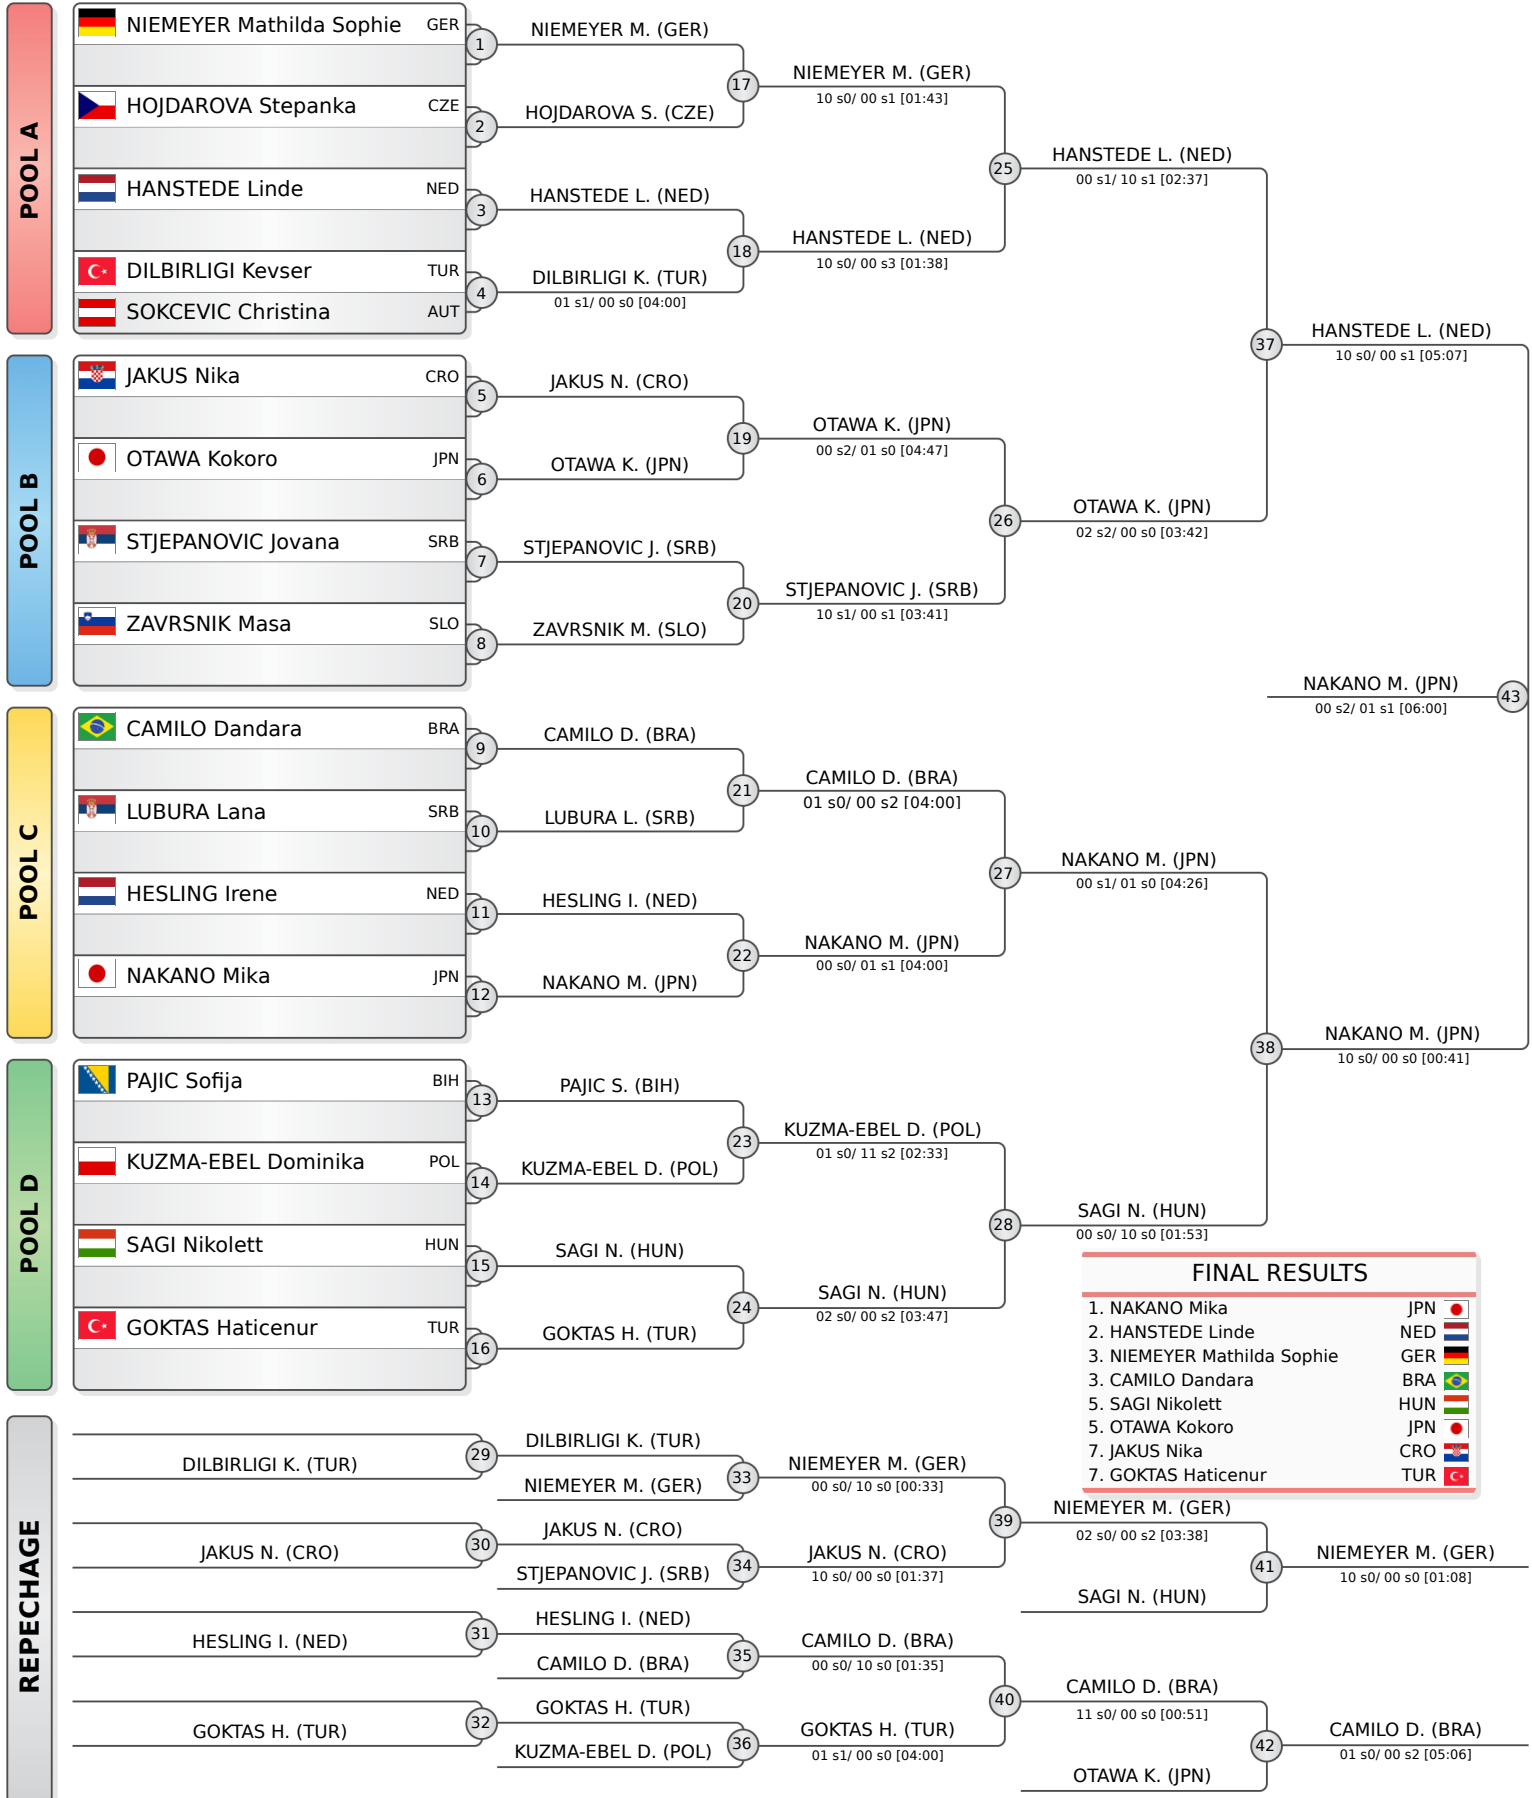 POOL A
NIEMEYER Mathilda Sophie GER
HOJDAROVA Stepanka CZE
HANSTEDE Linde NED
DILBIRLIGI Kevser TUR
SOKCEVIC Christina AUT
1
2
3
4
NIEMEYER M. (GER)
HOJDAROVA S. (CZE)
HANSTEDE L. (NED)
DILBIRLIGI K. (TUR)
01 s1/ 00 s0 [04:00]
17
18
NIEMEYER M. (GER)
10 s0/ 00 s1 [01:43]
HANSTEDE L. (NED)
10 s0/ 00 s3 [01:38]
25
HANSTEDE L. (NED)
00 s1/ 10 s1 [02:37]
POOL B
JAKUS Nika CRO
OTAWA Kokoro JPN
STJEPANOVIC Jovana SRB
ZAVRSNIK Masa SLO
5
6
7
8
JAKUS N. (CRO)
OTAWA K. (JPN)
STJEPANOVIC J. (SRB)
ZAVRSNIK M. (SLO)
19
20
OTAWA K. (JPN)
00 s2/ 01 s0 [04:47]
STJEPANOVIC J. (SRB)
10 s1/ 00 s1 [03:41]
26
OTAWA K. (JPN)
02 s2/ 00 s0 [03:42]
37
HANSTEDE L. (NED)
10 s0/ 00 s1 [05:07]
NAKANO M. (JPN)
00 s2/ 01 s1 [06:00]
43
POOL C
CAMILO Dandara BRA
LUBURA Lana SRB
HESLING Irene NED
NAKANO Mika JPN
9
10
11
12
CAMILO D. (BRA)
LUBURA L. (SRB)
HESLING I. (NED)
NAKANO M. (JPN)
21
22
CAMILO D. (BRA)
01 s0/ 00 s2 [04:00]
NAKANO M. (JPN)
00 s0/ 01 s1 [04:00]
27
NAKANO M. (JPN)
00 s1/ 01 s0 [04:26]
POOL D
PAJIC Sofija BIH
KUZMA-EBEL Dominika POL
SAGI Nikolett HUN
GOKTAS Haticenur TUR
13
14
15
16
PAJIC S. (BIH)
KUZMA-EBEL D. (POL)
SAGI N. (HUN)
GOKTAS H. (TUR)
23
24
KUZMA-EBEL D. (POL)
01 s0/ 11 s2 [02:33]
SAGI N. (HUN)
02 s0/ 00 s2 [03:47]
28
SAGI N. (HUN)
00 s0/ 10 s0 [01:53]
38
NAKANO M. (JPN)
10 s0/ 00 s0 [00:41]
FINAL RESULTS
1. NAKANO Mika JPN
2. HANSTEDE Linde NED
3. NIEMEYER Mathilda Sophie GER
3. CAMILO Dandara BRA
5. SAGI Nikolett HUN
5. OTAWA Kokoro JPN
7. JAKUS Nika CRO
7. GOKTAS Haticenur TUR
REPECHAGE
DILBIRLIGI K. (TUR)
JAKUS N. (CRO)
HESLING I. (NED)
GOKTAS H. (TUR)
29
30
31
32
DILBIRLIGI K. (TUR)
NIEMEYER M. (GER)
JAKUS N. (CRO)
STJEPANOVIC J. (SRB)
HESLING I. (NED)
CAMILO D. (BRA)
GOKTAS H. (TUR)
KUZMA-EBEL D. (POL)
33
34
35
36
NIEMEYER M. (GER)
00 s0/ 10 s0 [00:33]
JAKUS N. (CRO)
10 s0/ 00 s0 [01:37]
CAMILO D. (BRA)
00 s0/ 10 s0 [01:35]
GOKTAS H. (TUR)
01 s1/ 00 s0 [04:00]
39
40
NIEMEYER M. (GER)
02 s0/ 00 s2 [03:38]
SAGI N. (HUN)
CAMILO D. (BRA)
11 s0/ 00 s0 [00:51]
OTAWA K. (JPN)
41
42
NIEMEYER M. (GER)
10 s0/ 00 s0 [01:08]
CAMILO D. (BRA)
01 s0/ 00 s2 [05:06]